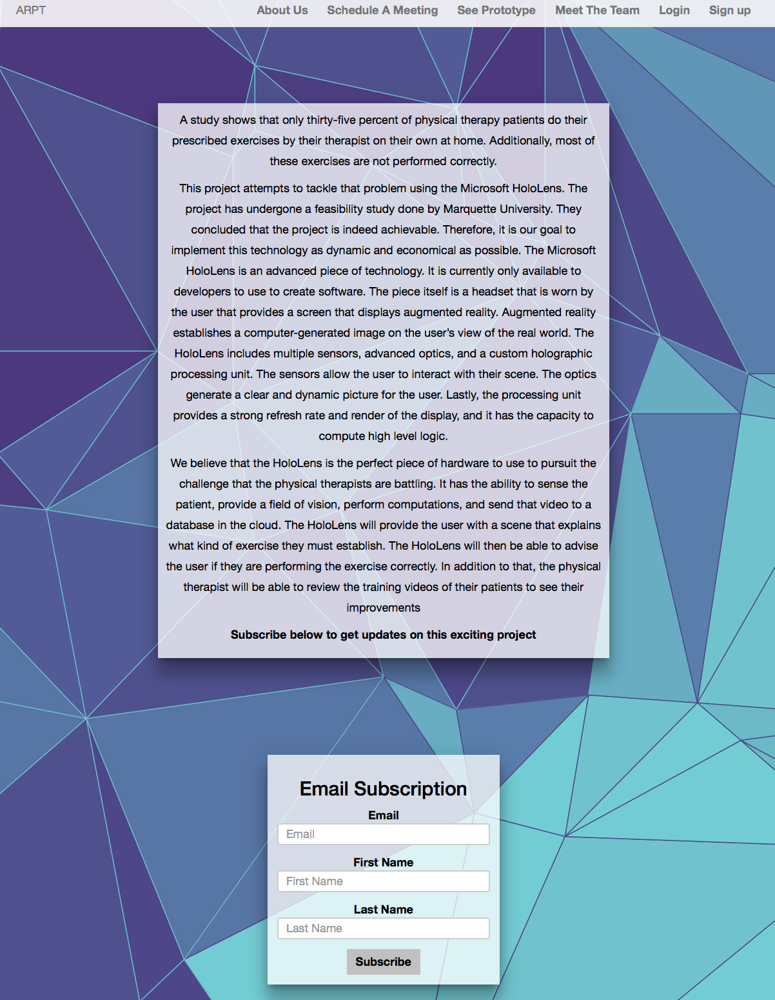 ARPT About Us Schedule A Meeting See Prototype Meet The Team Login Sign up
A study shows that only thirty-five percent of physical therapy patients do their
prescribed exercises by their therapist on their own at home. Additionally, most of
these exercises are not performed correctly.
This project attempts to tackle that problem using the Microsoft HoloLens. The
project has undergone a feasibility study done by Marquette University. They
concluded that the project is indeed achievable. Therefore, it is our goal to
implement this technology as dynamic and economical as possible. The Microsoft
HoloLens is an advanced piece of technology. It is currently only available to
developers to use to create software. The piece itself is a headset that is worn by
the user that provides a screen that displays augmented reality. Augmented reality
establishes a computer-generated image on the user’s view of the real world. The
HoloLens includes multiple sensors, advanced optics, and a custom holographic
processing unit. The sensors allow the user to interact with their scene. The optics
generate a clear and dynamic picture for the user. Lastly, the processing unit
provides a strong refresh rate and render of the display, and it has the capacity to
compute high level logic.
We believe that the HoloLens is the perfect piece of hardware to use to pursuit the
challenge that the physical therapists are battling. It has the ability to sense the
patient, provide a field of vision, perform computations, and send that video to a
database in the cloud. The HoloLens will provide the user with a scene that explains
what kind of exercise they must establish. The HoloLens will then be able to advise
the user if they are performing the exercise correctly. In addition to that, the physical
therapist will be able to review the training videos of their patients to see their
improvements
Subscribe below to get updates on this exciting project
Email Subscription
Email
Email
First Name
First Name
Last Name
Last Name
Subscribe